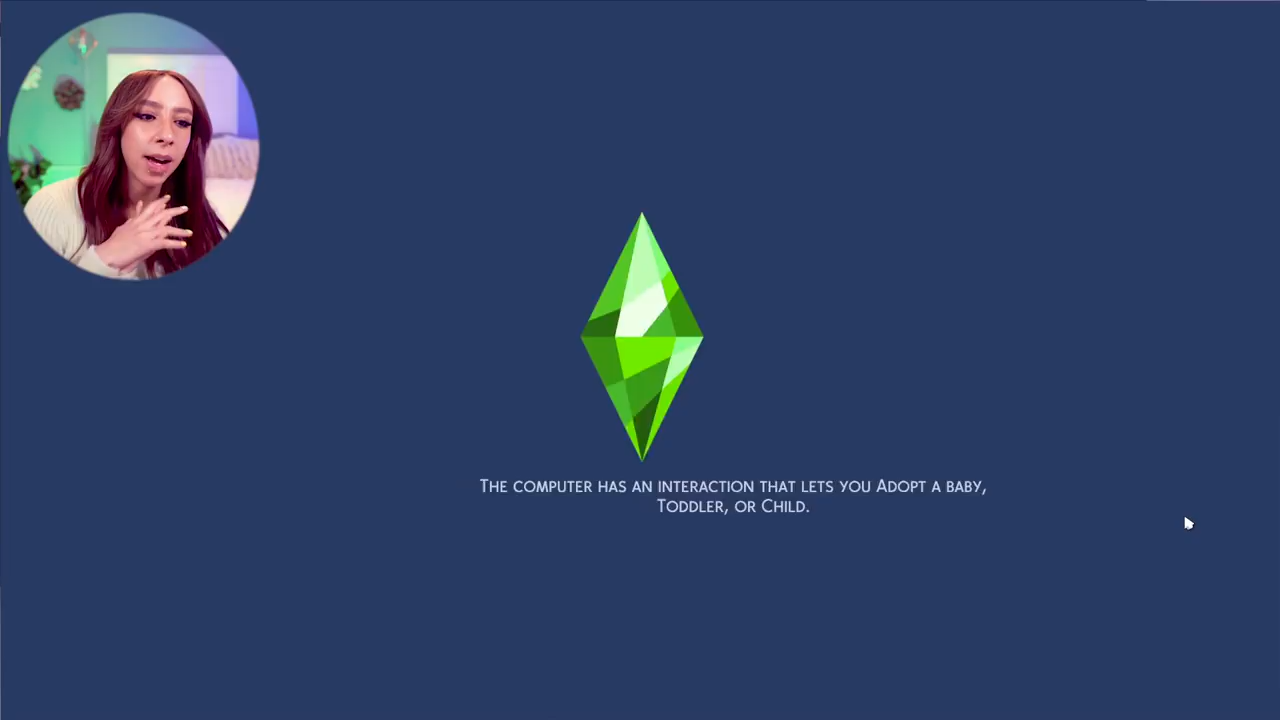 The computer has an interaction that lets you Adopt a baby,
Toddler, or Child.